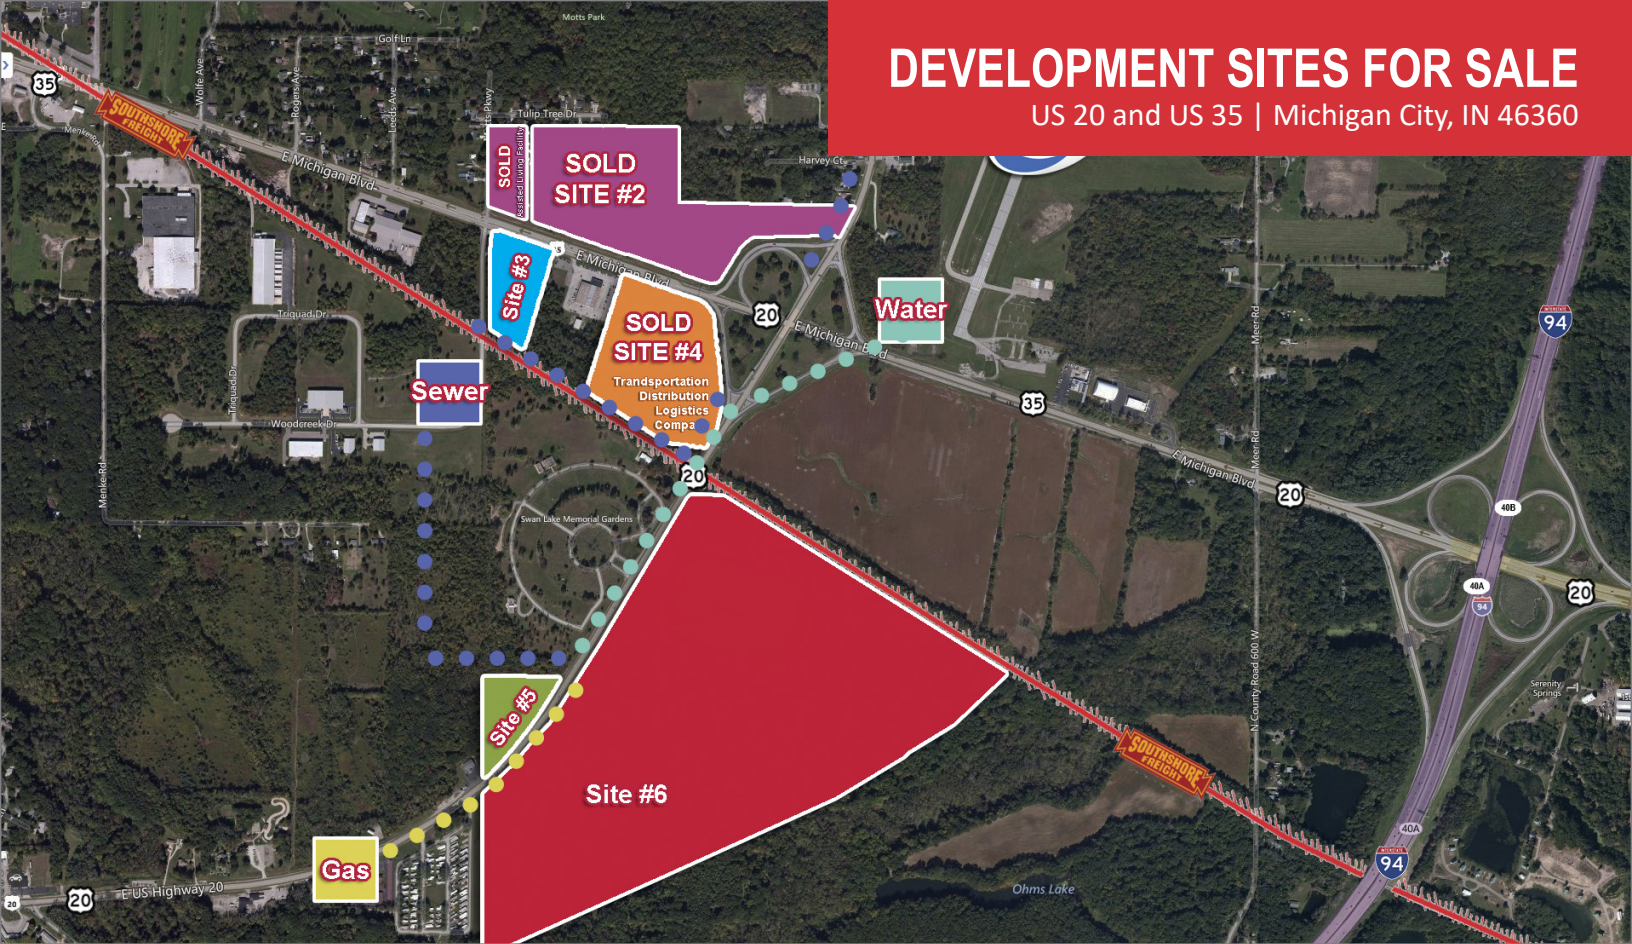 DEVELOPMENT SITES FOR SALE
US 20 and US 35 | Michigan City, IN 46360
Motts Park
Golf Ln
35
Wolfe Ave
Rogers Ave
Leeds Ave
Pkwy
Tulip Tree Dr
SOUTHSHORE
FREIGHT
Menke Rd
E Michigan Blvd
SOLD
Assisted Living Facility
SOLD
SITE #2
Harvey Ct
Site #3
E Michigan Blvd
20
E Michigan Blvd
Water
Triquad Dr
Triquad Dr
SOLD
SITE #4
Trandsportation
Distribution
Logistics
Compa
Sewer
Woodcreek Dr
Meer Rd
INTERSTATE
94
35
Meer Rd
E Michigan Blvd
20
Menke Rd
20
Swan Lake Memorial Gardens
40B
40A
94
20
N County Road 600 W
Serenity
Springs
Site #5
Site #6
SOUTHSHORE
FREIGHT
40A
INTERSTATE
94
Gas
E US Highway 20
20
20
Ohms Lake